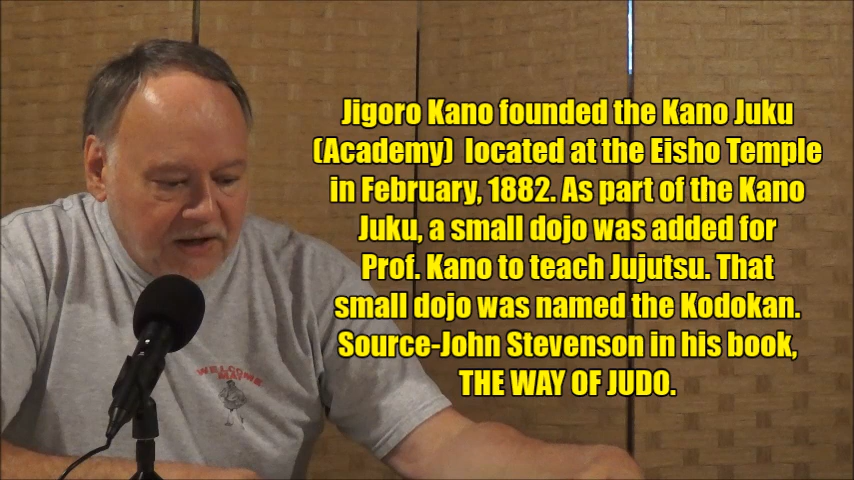 Jigoro Kano founded the Kano Juku
(Academy) located at the Eisho Temple
in February, 1882. As part of the Kano
Juku, a small dojo was added for
Prof. Kano to teach Jujutsu. That
small dojo was named the Kodokan.
Source-John Stevenson in his book,
THE WAY OF JUDO.
WELCOME
MAT